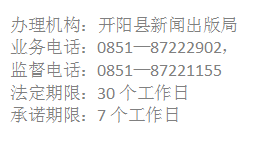 办理机构：开阳县新闻出版局
业务电话：0851—87222902，
监督电话：0851—87221155
法定期限：30 个工作日
承诺期限：7 个工作日